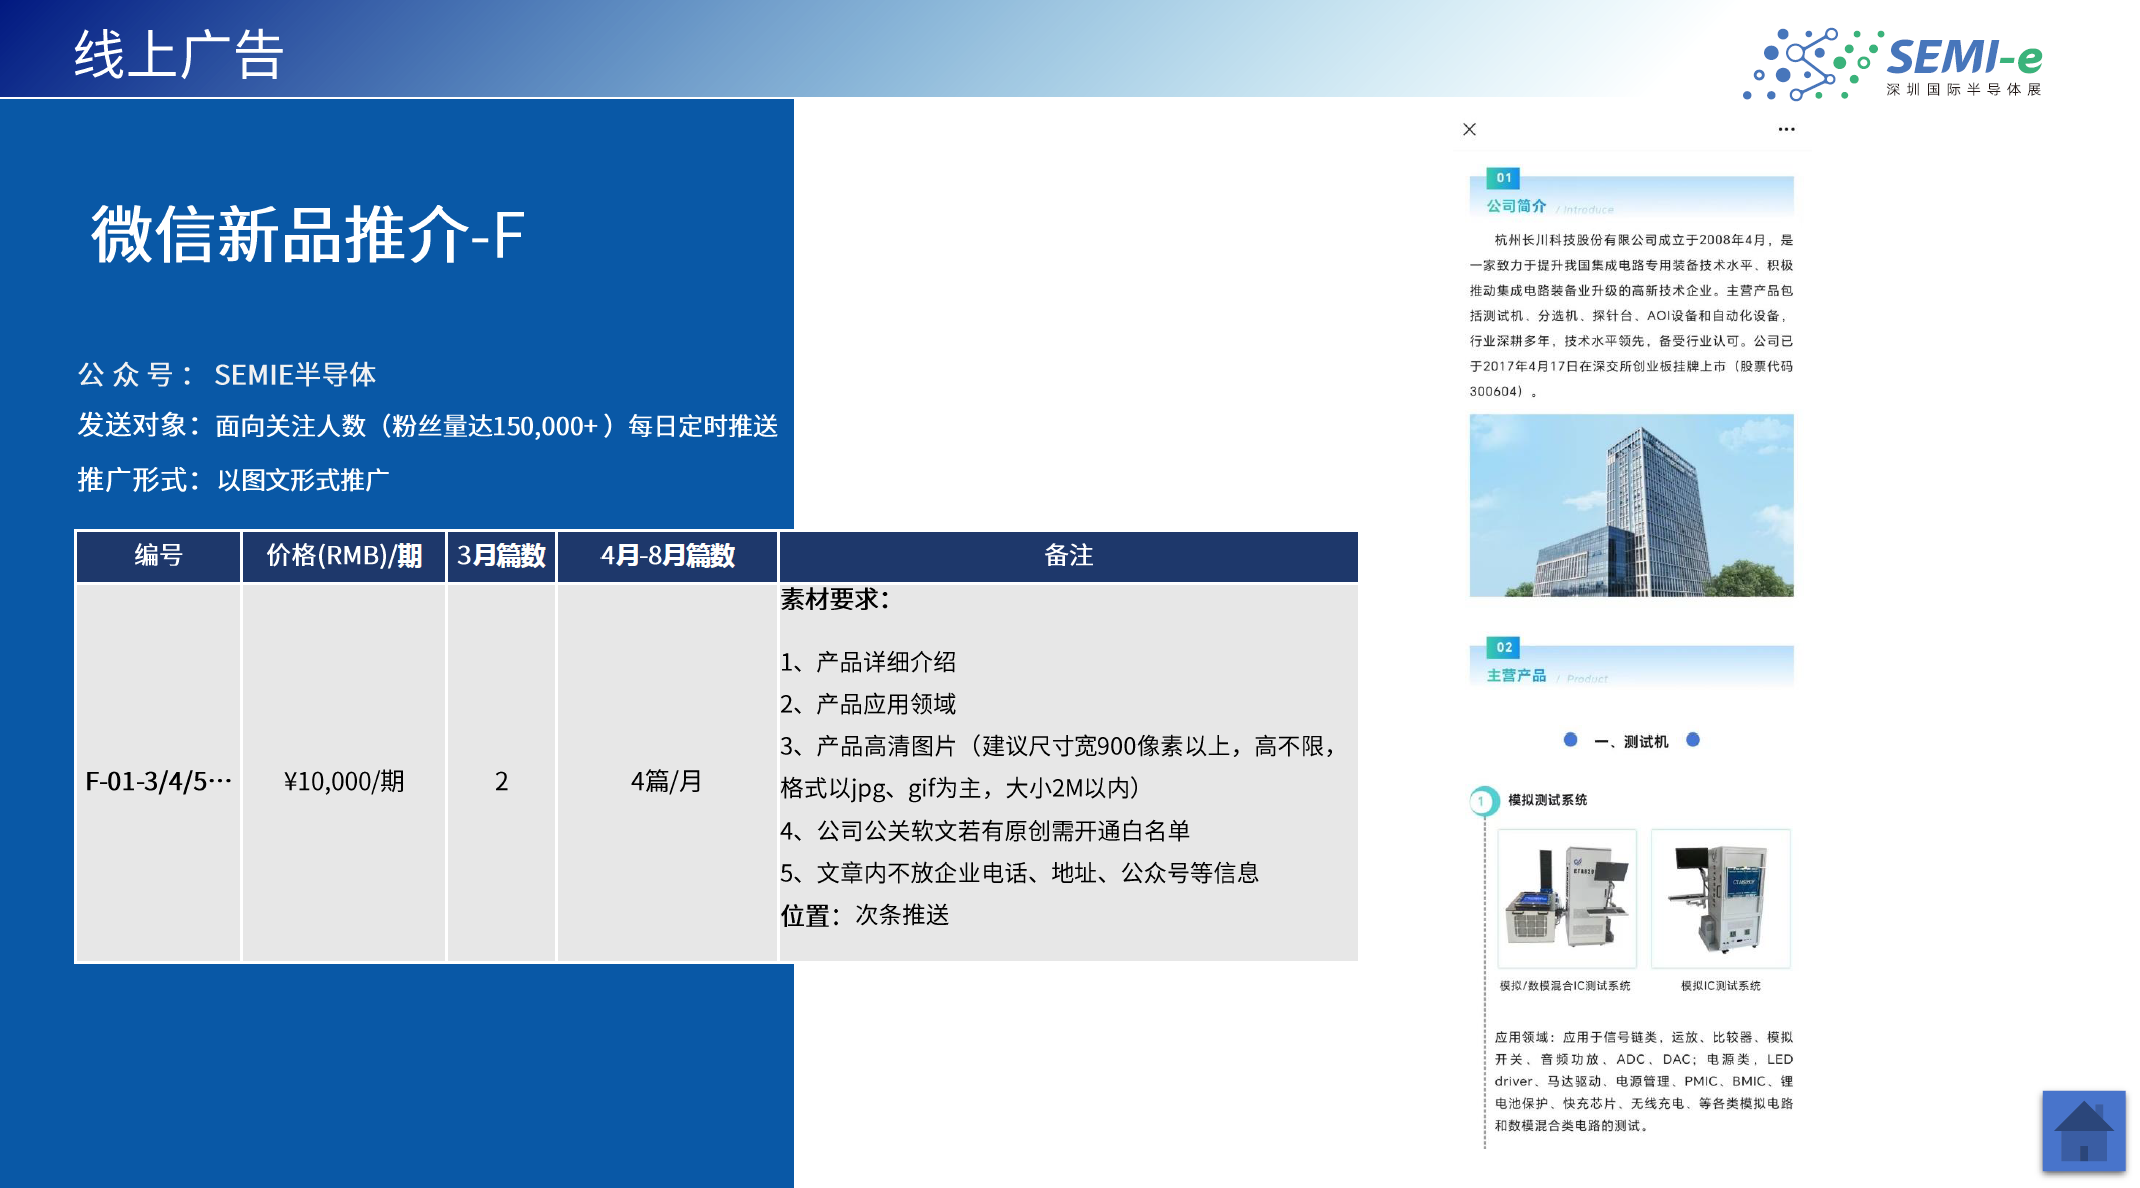 线上广告
SEMI-e
深圳国际半导体展
微信新品推介-F
公众号： SEMIE半导体
发送对象：面向关注人数（粉丝量达150,000+）每日定时推送
推广形式：以图文形式推广
编号 价格(RMB)/期 3月篇数 4月-8月篇数 备注
素材要求：
1、产品详细介绍
2、产品应用领域
3、产品高清图片（建议尺寸宽900像素以上，高不限，
格式以jpg、gif为主，大小2M以内）
4、公司公关软文若有原创需开通白名单
5、文章内不放企业电话、地址、公众号等信息
位置：次条推送
F-01-3/4/5… ¥10,000/期 2 4篇/月
01
公司简介 / Introduce
杭州长川科技股份有限公司成立于2008年4月，是
一家致力于提升我国集成电路专用装备技术水平、积极
推动集成电路装备业升级的高新技术企业。主营产品包
括测试机、分选机、探针台、AOI设备和自动化设备，
行业深耕多年，技术水平领先，备受行业认可。公司已
于2017年4月17日在深交所创业板挂牌上市（股票代码
300604）。
02
主营产品 / Product
一、测试机
1 模拟测试系统
模拟/数模混合IC测试系统 模拟IC测试系统
应用领域：应用于信号链类，运放、比较器、模拟
开关、音频功放、ADC、DAC；电源类，LED
driver、马达驱动、电源管理、PMIC、BMIC、锂
电池保护、快充芯片、无线充电、等各类模拟电路
和数模混合类电路的测试。